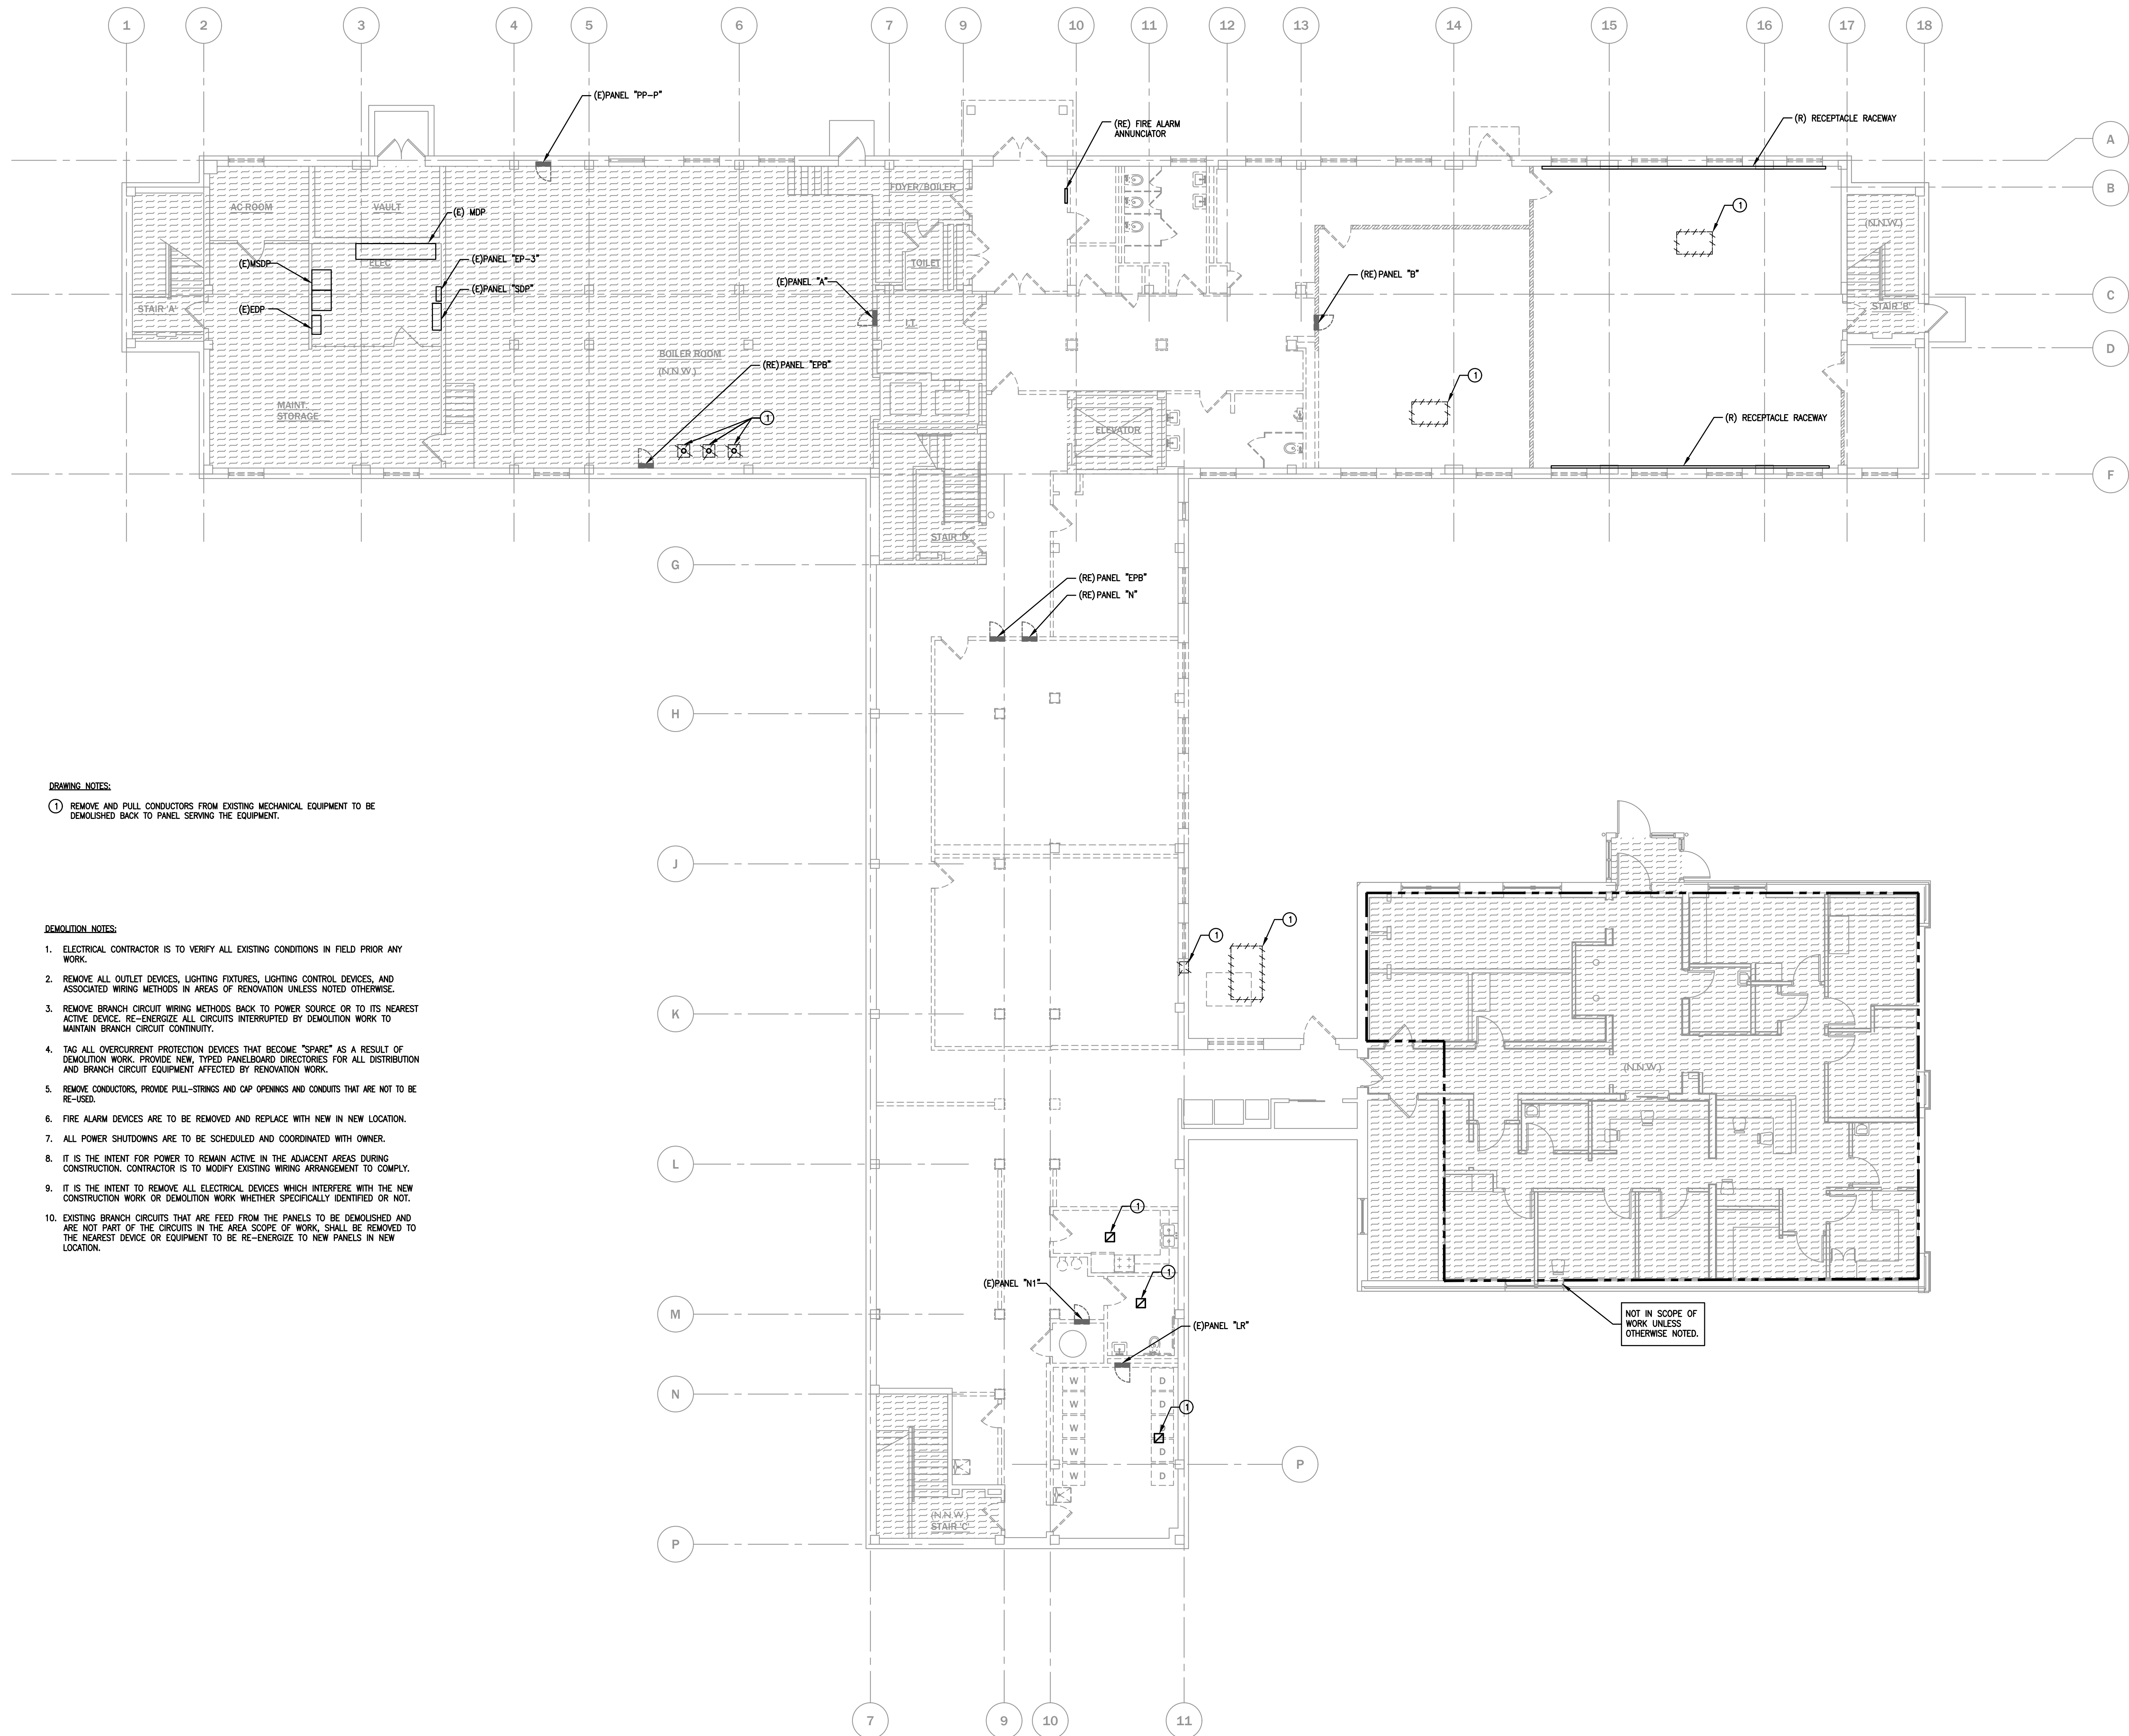 1 2 3 4 5 6 7 9 10 11 12 13 14 15 16 17 18
(E)PANEL "PP-P"
(RE) FIRE ALARM
ANNUNCIATOR
(R) RECEPTACLE RACEWAY
A
B
FOYER/BOILER
AC ROOM
VAULT
(E) MDP
1
(N.N.W.)
(E)MSDP
ELEC
(E)PANEL "EP-3"
TOILET
(RE)PANEL "B"
(E)PANEL "SDP"
(E)PANEL "A"
C
STAIR 'A'
(E)EDP
I.T.
STAIR 'B'
BOILER ROOM
(N.N.W.)
D
(RE)PANEL "EPB"
1
MAINT.
STORAGE
1
ELEVATOR
(R) RECEPTACLE RACEWAY
F
STAIR 'D'
G
(RE)PANEL "EPB"
(RE)PANEL "N"
H
DRAWING NOTES:
1 REMOVE AND PULL CONDUCTORS FROM EXISTING MECHANICAL EQUIPMENT TO BE
DEMOLISHED BACK TO PANEL SERVING THE EQUIPMENT.
J
DEMOLITION NOTES:
1. ELECTRICAL CONTRACTOR IS TO VERIFY ALL EXISTING CONDITIONS IN FIELD PRIOR ANY
WORK.
2. REMOVE ALL OUTLET DEVICES, LIGHTING FIXTURES, LIGHTING CONTROL DEVICES, AND
ASSOCIATED WIRING METHODS IN AREAS OF RENOVATION UNLESS NOTED OTHERWISE.
3. REMOVE BRANCH CIRCUIT WIRING METHODS BACK TO POWER SOURCE OR TO ITS NEAREST
ACTIVE DEVICE. RE-ENERGIZE ALL CIRCUITS INTERRUPTED BY DEMOLITION WORK TO
MAINTAIN BRANCH CIRCUIT CONTINUITY.
4. TAG ALL OVERCURRENT PROTECTION DEVICES THAT BECOME "SPARE" AS A RESULT OF
DEMOLITION WORK. PROVIDE NEW, TYPED PANELBOARD DIRECTORIES FOR ALL DISTRIBUTION
AND BRANCH CIRCUIT EQUIPMENT AFFECTED BY RENOVATION WORK.
5. REMOVE CONDUCTORS, PROVIDE PULL-STRINGS AND CAP OPENINGS AND CONDUITS THAT ARE NOT TO BE
RE-USED.
6. FIRE ALARM DEVICES ARE TO BE REMOVED AND REPLACE WITH NEW IN NEW LOCATION.
7. ALL POWER SHUTDOWNS ARE TO BE SCHEDULED AND COORDINATED WITH OWNER.
8. IT IS THE INTENT FOR POWER TO REMAIN ACTIVE IN THE ADJACENT AREAS DURING
CONSTRUCTION. CONTRACTOR IS TO MODIFY EXISTING WIRING ARRANGEMENT TO COMPLY.
9. IT IS THE INTENT TO REMOVE ALL ELECTRICAL DEVICES WHICH INTERFERE WITH THE NEW
CONSTRUCTION WORK OR DEMOLITION WORK WHETHER SPECIFICALLY IDENTIFIED OR NOT.
10. EXISTING BRANCH CIRCUITS THAT ARE FEED FROM THE PANELS TO BE DEMOLISHED AND
ARE NOT PART OF THE CIRCUITS IN THE AREA SCOPE OF WORK, SHALL BE REMOVED TO
THE NEAREST DEVICE OR EQUIPMENT TO BE RE-ENERGIZE TO NEW PANELS IN NEW
LOCATION.
1
1
K
(N.N.W.)
L
1
1
(E)PANEL "N1"
M
(E)PANEL "LR"
NOT IN SCOPE OF
WORK UNLESS
OTHERWISE NOTED.
N
W D
W D
1
W
W D
W D
P
(N.N.W.)
STAIR 'C'
P
7 9 10 11